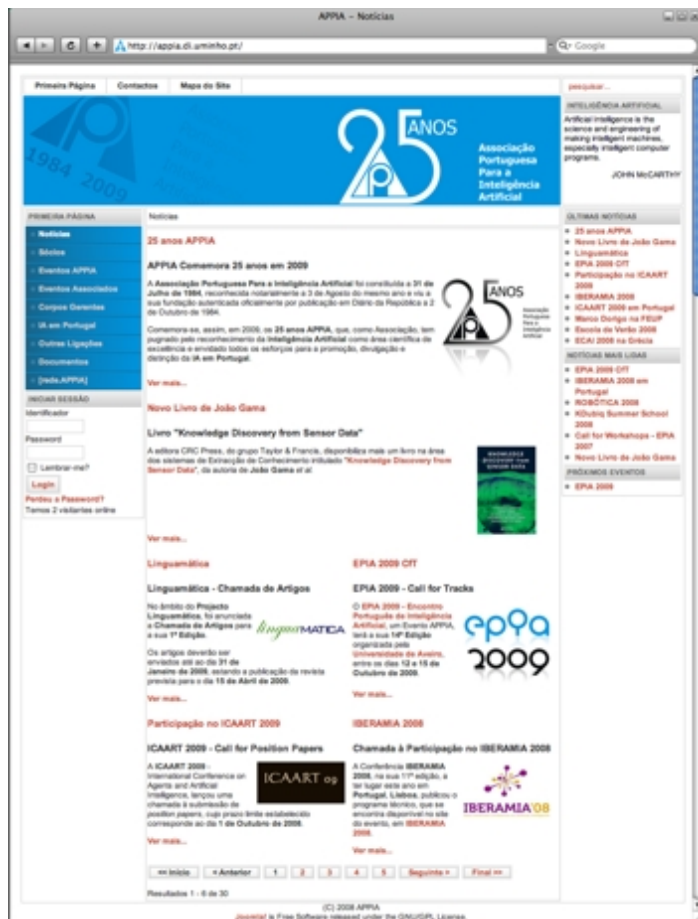 APPIA - Notícias
http://appia.di.uminho.pt/
Google
Primeira Página
Contactos
Mapa do Site
pesquisar...
1984 2009
25 ANOS
Associação
Portuguesa
Para a
Inteligência
Artificial
INTELIGÊNCIA ARTIFICIAL
Artificial Intelligence is the
science and engineering of
making intelligent machines,
especially intelligent computer
programs.
JOHN McCARTHY
PRIMEIRA PÁGINA
Notícias
Sócios
Eventos APPIA
Eventos Associados
Corpos Gerentes
IA em Portugal
Outras Ligações
Documentos
[rede.APPIA]
INICIAR SESSÃO
Identificador
Password
Lembrar-me?
Login
Perdeu a Password?
Temos 2 visitantes online
Notícias
25 anos APPIA
APPIA Comemora 25 anos em 2009
A Associação Portuguesa Para a Inteligência Artificial foi constituída a 31 de
Julho de 1984, reconhecida notarialmente a 3 de Agosto do mesmo ano e viu a
sua fundação autenticada oficialmente por publicação em Diário da República a 2
de Outubro de 1984.
Comemora-se, assim, em 2009, os 25 anos APPIA, que, como Associação, tem
pugnado pelo reconhecimento da Inteligência Artificial como área científica de
excelência e envidado todos os esforços para a promoção, divulgação e
distinção da IA em Portugal.
Ver mais...
25 ANOS
Associação
Portuguesa
Para a
Inteligência
Artificial
Novo Livro de João Gama
Livro "Knowledge Discovery from Sensor Data"
A editora CRC Press, do grupo Taylor & Francis, disponibiliza mais um livro na área
dos sistemas de Extracção de Conhecimento intitulado "Knowledge Discovery from
Sensor Data", da autoria de João Gama et al.
KNOWLEDGE
DISCOVERY FROM
SENSOR DATA
Ver mais...
Linguamática
Linguamática - Chamada de Artigos
No âmbito do Projecto
Linguamática, foi anunciada
a Chamada de Artigos para
a sua 1ª Edição.
Os artigos deverão ser
enviados até ao dia 31 de
Janeiro de 2009, estando a publicação da revista
prevista para o dia 15 de Abril de 2009.
Ver mais...
linguaMATICA
EPIA 2009 CfT
EPIA 2009 - Call for Tracks
O EPIA 2009 - Encontro
Português de Inteligência
Artificial, um Evento APPIA,
terá a sua 14ª Edição
organizada pela
Universidade de Aveiro,
entre os dias 12 e 15 de
Outubro de 2009.
Ver mais...
epia
2009
Participação no ICAART 2009
ICAART 2009 - Call for Position Papers
A ICAART 2009 -
International Conference on
Agents and Artificial
Intelligence, lançou uma
chamada à submissão de
position papers, cujo prazo limite estabelecido
corresponde ao dia 1 de Outubro de 2008.
Ver mais...
ICAART 09
IBERAMIA 2008
Chamada à Participação no IBERAMIA 2008
A Conferência IBERAMIA
2008, na sua 11ª edição, a
ter lugar este ano em
Portugal, Lisboa, publicou o
programa técnico, que se
encontra disponível no site
do evento, em IBERAMIA
2008.
Ver mais...
IBERAMIA'08
<< Início < Anterior 1 2 3 4 5 Seguinte > Final >>
Resultados 1 - 6 de 30
ÚLTIMAS NOTÍCIAS
25 anos APPIA
Novo Livro de João Gama
Linguamática
EPIA 2009 CfT
Participação no ICAART
2009
IBERAMIA 2008
ICAART 2009 em Portugal
Marco Dorigo na FEUP
Escola de Verão 2008
ECAI 2008 na Grécia
NOTÍCIAS MAIS LIDAS
EPIA 2009 CfT
IBERAMIA 2008 em
Portugal
ROBÓTICA 2008
KDubiq Summer School
2008
Call for Workshops - EPIA
2007
Novo Livro de João Gama
PRÓXIMOS EVENTOS
EPIA 2009
(C) 2008 APPIA
Joomla! is Free Software released under the GNU/GPL License.